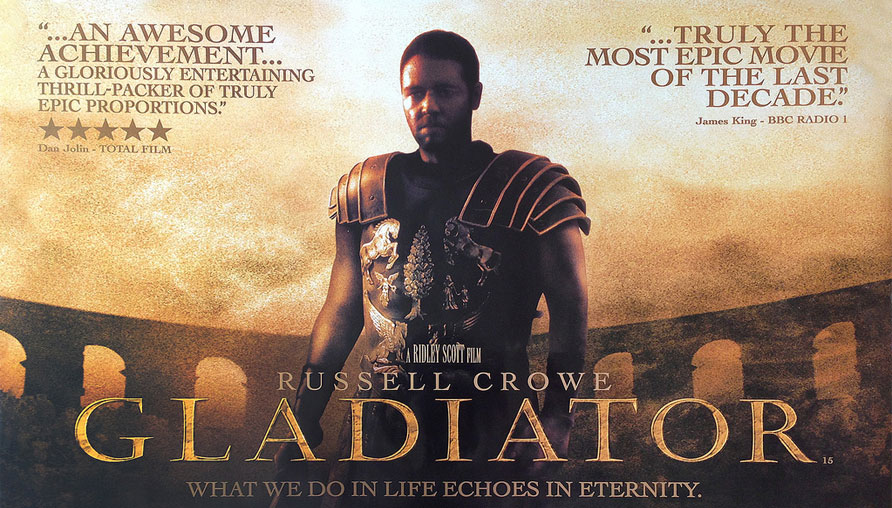 “...AN AWESOME
ACHIEVEMENT...
A GLORIOUSLY ENTERTAINING
THRILL-PACKER OF TRULY
EPIC PROPORTIONS.”
Dan Jolin - TOTAL FILM
“...TRULY THE
MOST EPIC MOVIE
OF THE LAST
DECADE.”
James King - BBC RADIO 1
A RIDLEY SCOTT FILM
RUSSELL CROWE
GLADIATOR
15
WHAT WE DO IN LIFE ECHOES IN ETERNITY.